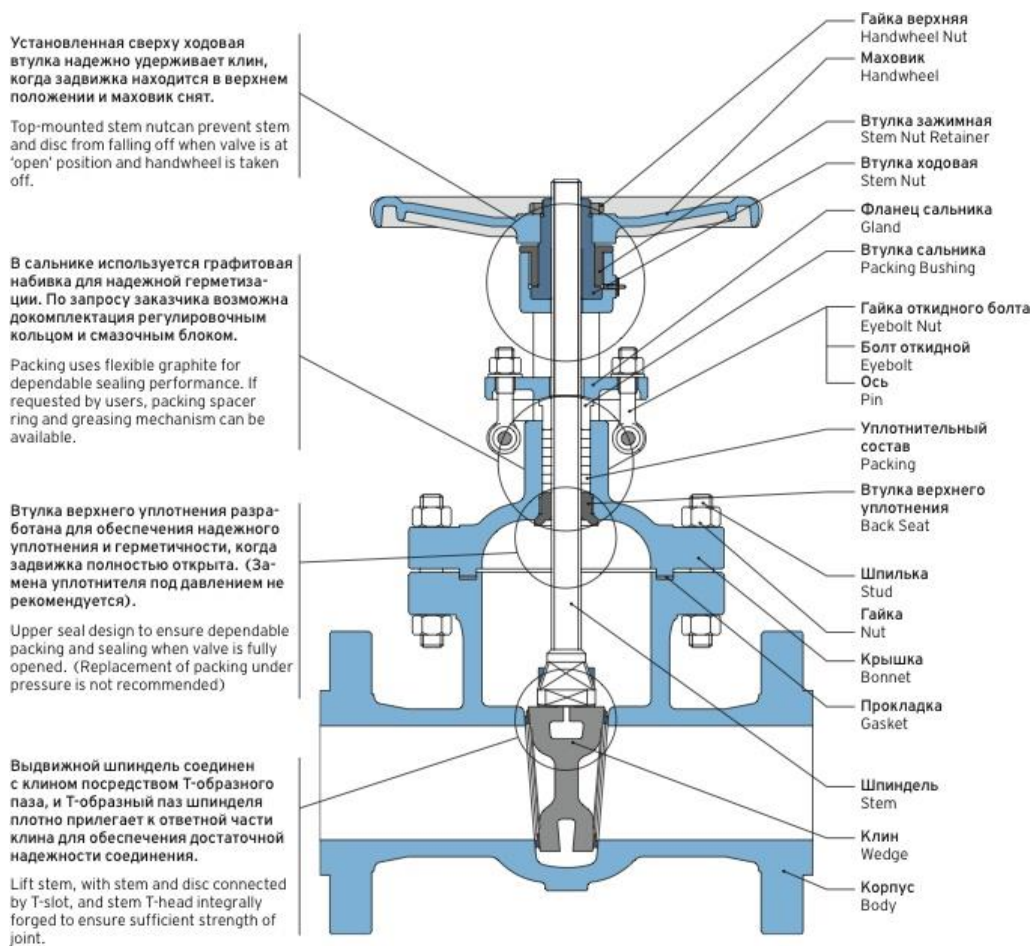 Установленная сверху ходовая
втулка надежно удерживает клин,
когда задвижка находится в верхнем
положении и маховик снят.
Top-mounted stem nutcan prevent stem
and disc from falling off when valve is at
‘open’ position and handwheel is taken
off.
В сальнике используется графитовая
набивка для надежной герметиза-
ции. По запросу заказчика возможна
докомплектация регулировочным
кольцом и смазочным блоком.
Packing uses flexible graphite for
dependable sealing performance. If
requested by users, packing spacer
ring and greasing mechanism can be
available.
Втулка верхнего уплотнения разра-
ботана для обеспечения надежного
уплотнения и герметичности, когда
задвижка полностью открыта. (За-
мена уплотнителя под давлением не
рекомендуется).
Upper seal design to ensure dependable
packing and sealing when valve is fully
opened. (Replacement of packing under
pressure is not recommended)
Выдвижной шпиндель соединен
с клином посредством Т-образного
паза, и Т-образный паз шпинделя
плотно прилегает к ответной части
клина для обеспечения достаточной
надежности соединения.
Lift stem, with stem and disc connected
by T-slot, and stem T-head integrally
forged to ensure sufficient strength of
joint.
Гайка верхняя
Handwheel Nut
Маховик
Handwheel
Втулка зажимная
Stem Nut Retainer
Втулка ходовая
Stem Nut
Фланец сальника
Gland
Втулка сальника
Packing Bushing
Гайка откидного болта
Eyebolt Nut
Болт откидной
Eyebolt
Ось
Pin
Уплотнительный
состав
Packing
Втулка верхнего
уплотнения
Back Seat
Шпилька
Stud
Гайка
Nut
Крышка
Bonnet
Прокладка
Gasket
Шпиндель
Stem
Клин
Wedge
Корпус
Body